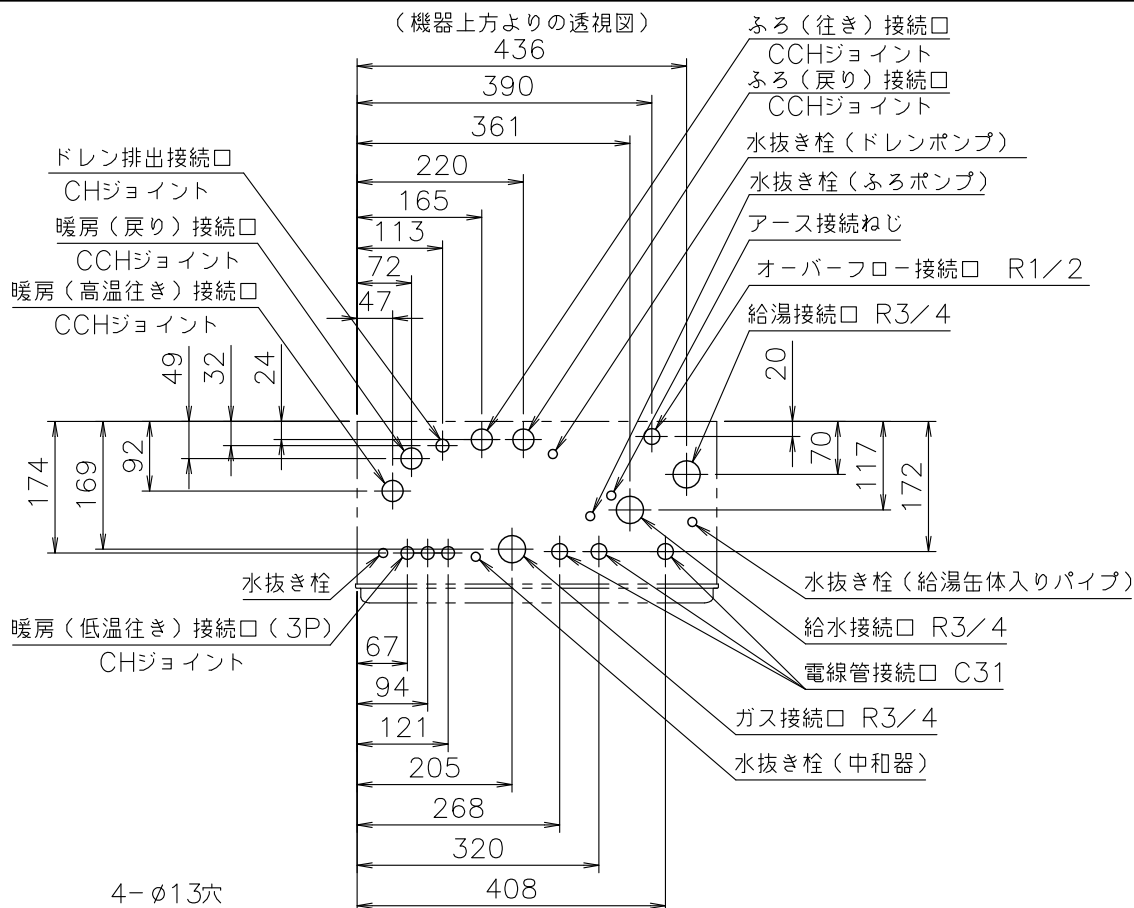 (機器上方よりの透視図)
ふろ(往き)接続口
CCHジョイント
ふろ(戻り)接続口
CCHジョイント
水抜き栓(ドレンポンプ)
水抜き栓(ふろポンプ)
アース接続ねじ
オーバーフロー接続口 R1/2
給湯接続口 R3/4
ドレン排出接続口
CHジョイント
暖房(戻り)接続口
CCHジョイント
暖房(高温往き)接続口
CCHジョイント
436
390
361
220
165
113
72
47
49
32
24
20
174
169
92
70
117
172
水抜き栓
暖房(低温往き)接続口(3P)
CHジョイント
水抜き栓(給湯缶体入りパイプ)
給水接続口 R3/4
電線管接続口 C31
ガス接続口 R3/4
水抜き栓(中和器)
67
94
121
205
268
320
408
4-φ13穴